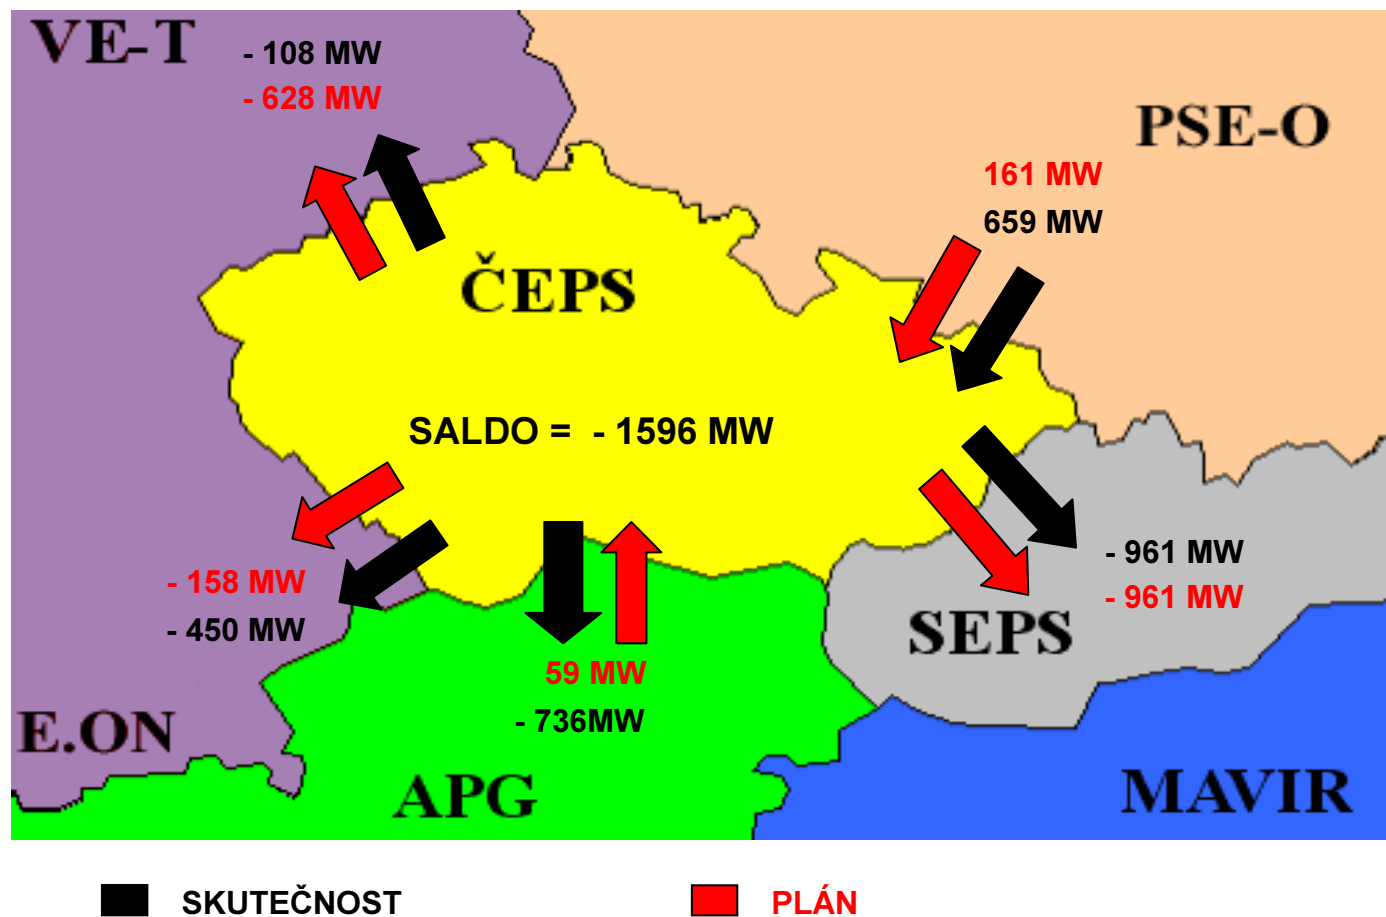 VE-T
- 108 MW
- 628 MW
PSE-O
161 MW
659 MW
ČEPS
SALDO = - 1596 MW
- 158 MW
- 450 MW
- 961 MW
- 961 MW
SEPS
59 MW
- 736MW
E.ON
APG
MAVIR
SKUTEČNOST
PLÁN